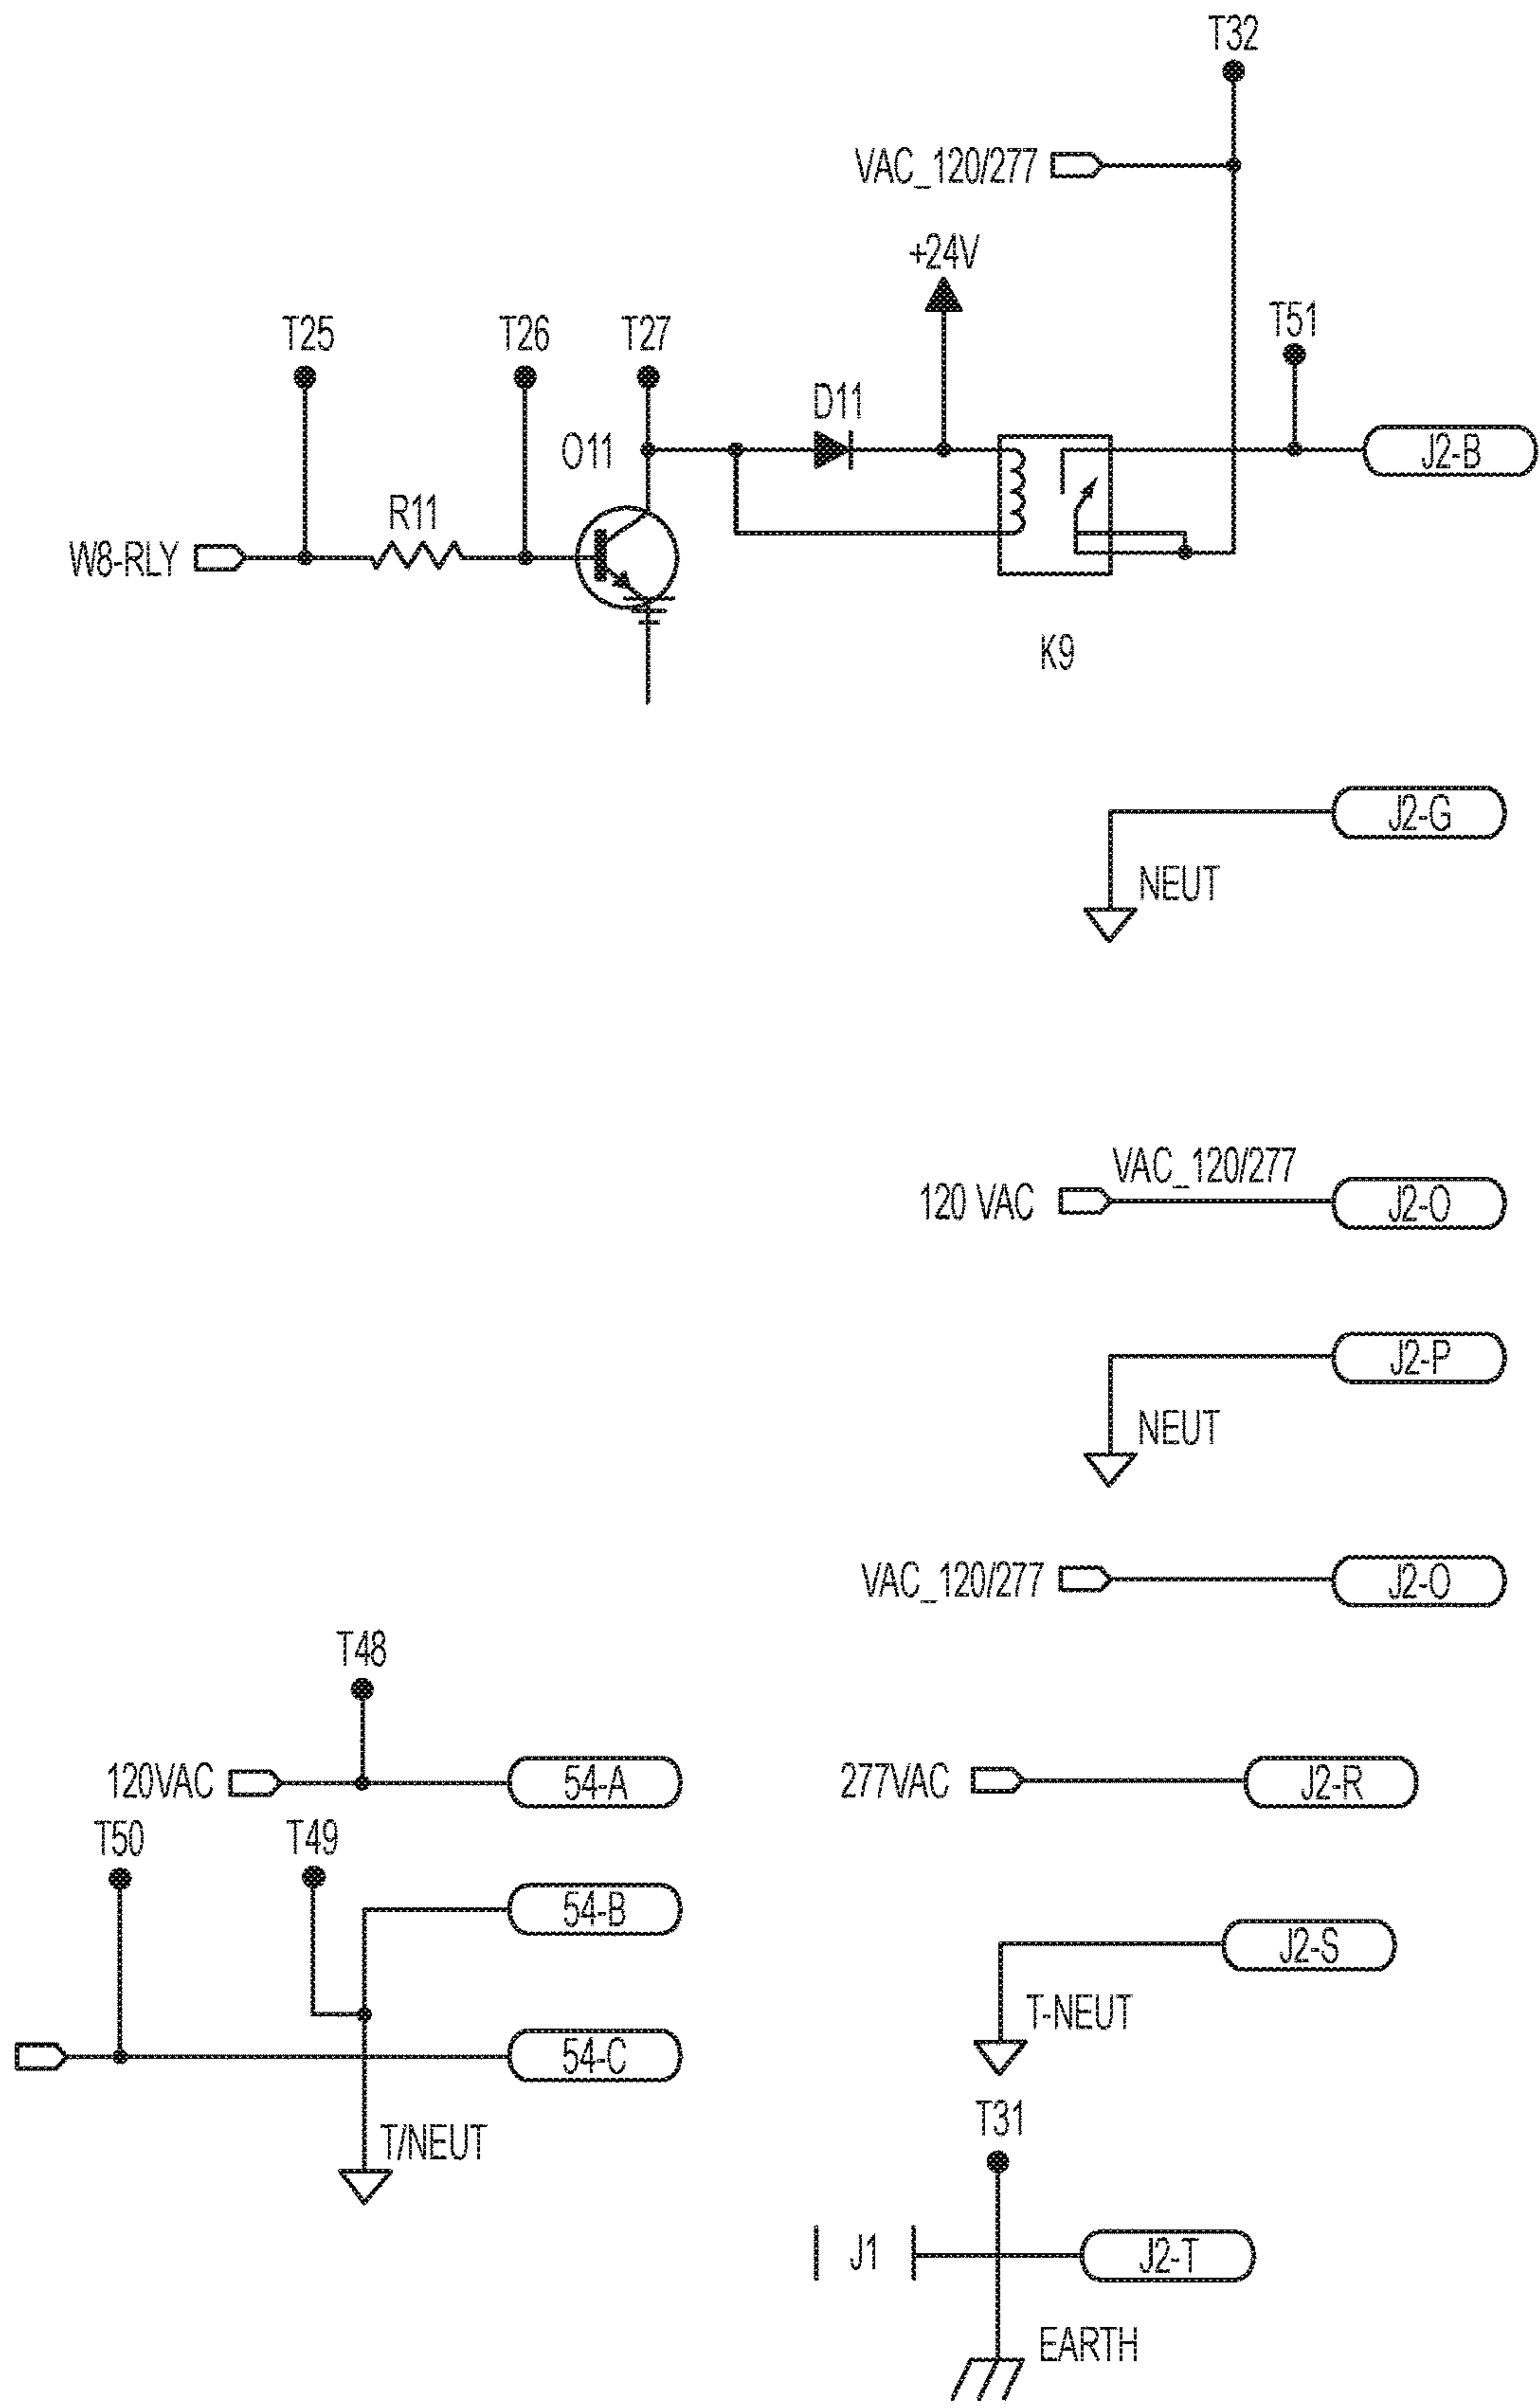 T32
VAC_120/277
+24V
T25
T26
T27
T51
D11
O11
J2-B
R11
W8-RLY
K9
J2-G
NEUT
VAC_120/277
120 VAC
J2-O
J2-P
NEUT
VAC_120/277
J2-O
T48
120VAC
54-A
277VAC
J2-R
T50
T49
54-B
J2-S
T-NEUT
54-C
T31
T/NEUT
J1
J2-T
EARTH